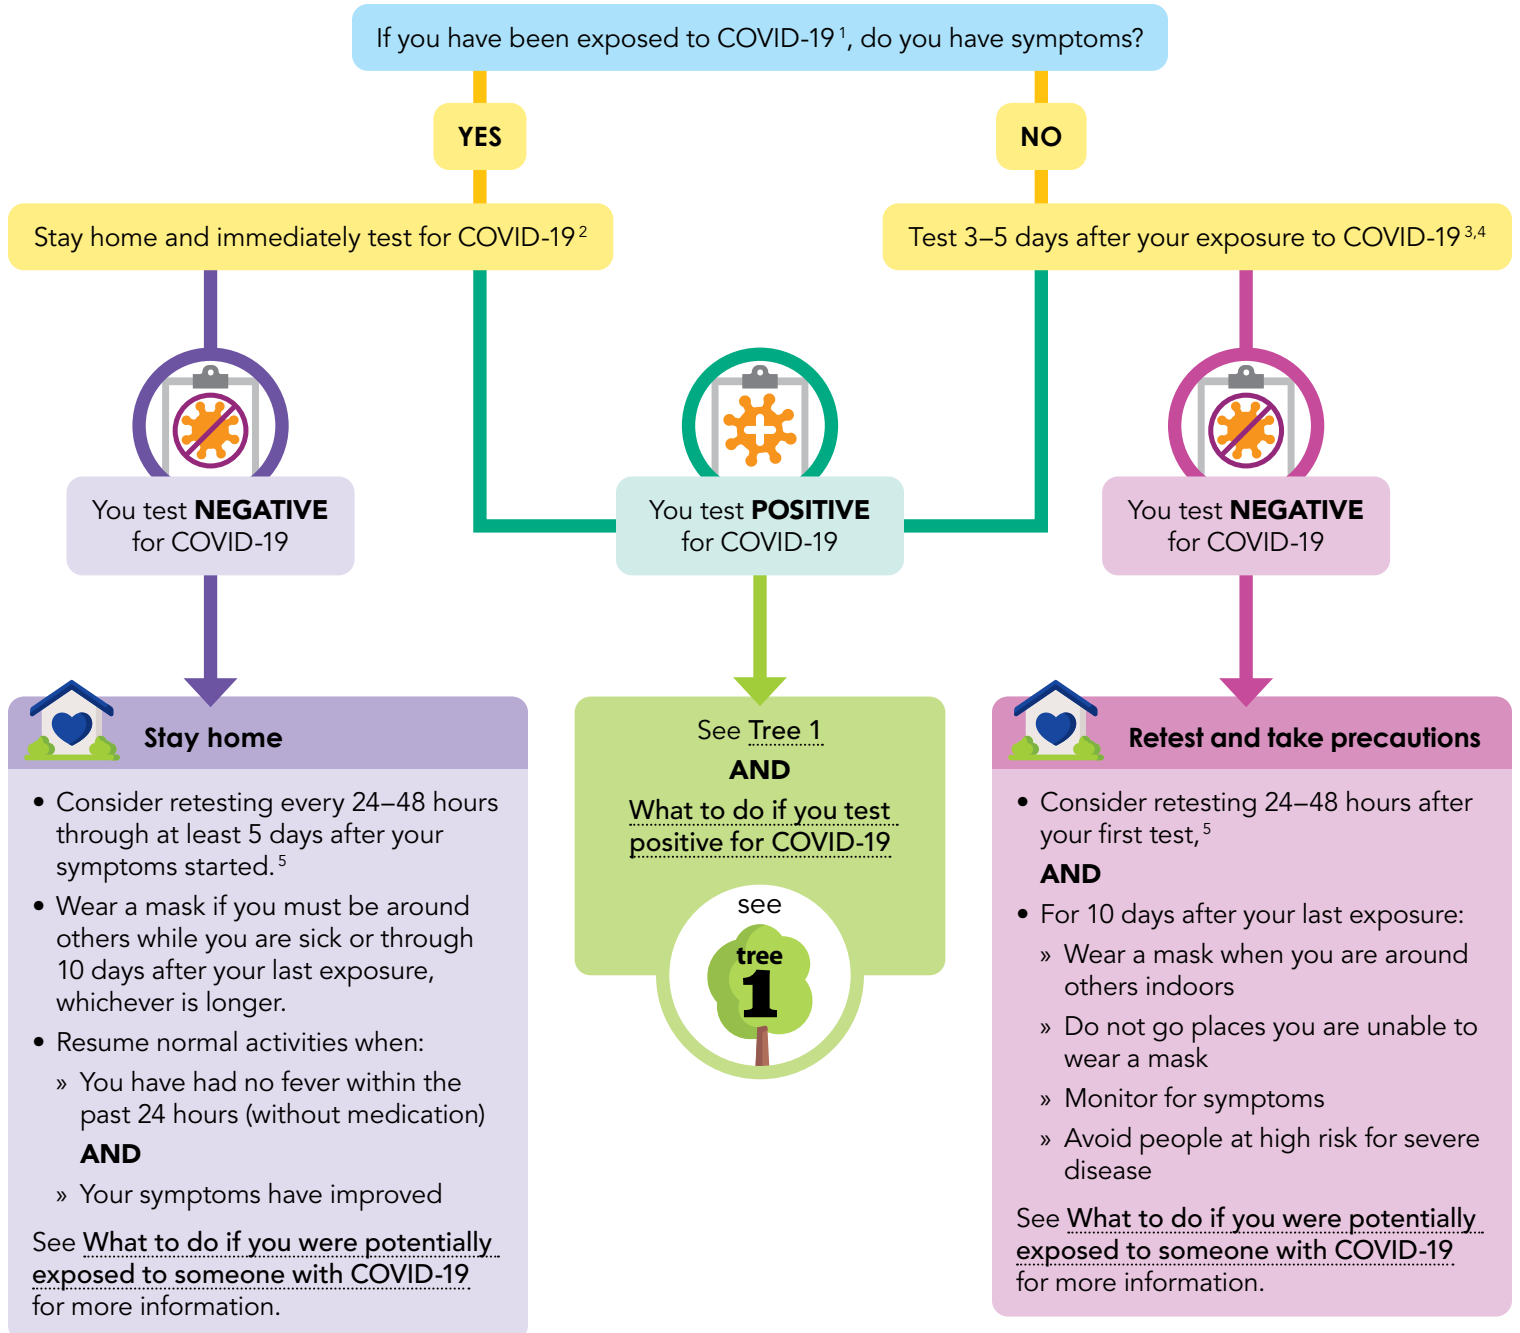 If you have been exposed to COVID-19¹, do you have symptoms?
YES
NO
Stay home and immediately test for COVID-19²
Test 3–5 days after your exposure to COVID-19³,⁴
You test NEGATIVE
for COVID-19
You test POSITIVE
for COVID-19
You test NEGATIVE
for COVID-19
Stay home
• Consider retesting every 24–48 hours
through at least 5 days after your
symptoms started.⁵
• Wear a mask if you must be around
others while you are sick or through
10 days after your last exposure,
whichever is longer.
• Resume normal activities when:
» You have had no fever within the
past 24 hours (without medication)
AND
» Your symptoms have improved
See What to do if you were potentially
exposed to someone with COVID-19
for more information.
See Tree 1
AND
What to do if you test
positive for COVID-19
see
tree
1
Retest and take precautions
• Consider retesting 24–48 hours after
your first test,⁵
AND
• For 10 days after your last exposure:
» Wear a mask when you are around
others indoors
» Do not go places you are unable to
wear a mask
» Monitor for symptoms
» Avoid people at high risk for severe
disease
See What to do if you were potentially
exposed to someone with COVID-19
for more information.